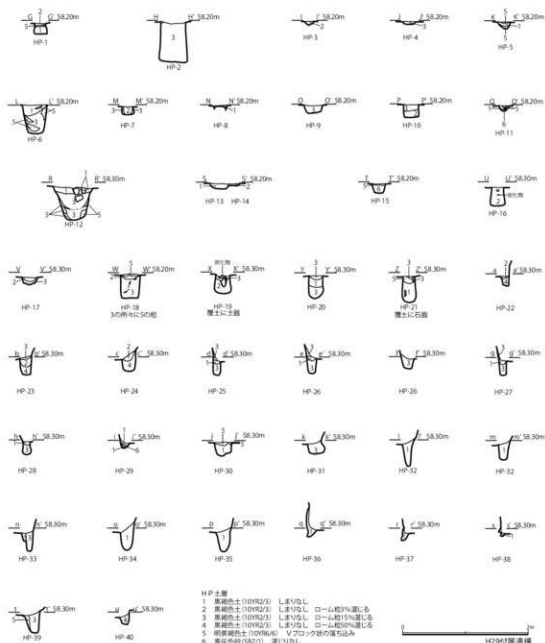 G G' 58.20m
HP-1
H H' 58.20m
HP-2
I I' 58.20m
HP-3
J J' 58.20m
HP-4
K K' 58.20m
HP-5
L L' 58.20m
HP-6
M M' 58.20m
HP-7
N N' 58.20m
HP-8
O O' 58.20m
HP-9
P P' 58.20m
HP-10
Q Q' 58.20m
HP-11
R R' 58.30m
HP-12
S S' 58.20m
HP-13 HP-14
T T' 58.20m
HP-15
U U' 58.30m
炭化物
HP-16
V V' 58.30m
HP-17
W W' 58.20m
HP-18
3の所々に5の粒
炭化物
X X' 58.30m
HP-19
覆土に土器
Y Y' 58.30m
HP-20
Z Z' 58.30m
HP-21
覆土に石器
a a' 58.30m
HP-22
b b' 58.30m
HP-23
c c' 58.30m
HP-24
d d' 58.30m
HP-25
e e' 58.30m
HP-26
f f' 58.30m
HP-26
g g' 58.30m
HP-27
h h' 58.30m
HP-28
i i' 58.30m
HP-29
j j' 58.30m
HP-30
k k' 58.30m
HP-31
l l' 58.30m
HP-32
m m' 58.30m
HP-32
n n' 58.30m
HP-33
o o' 58.30m
HP-34
p p' 58.30m
HP-35
q q' 58.30m
HP-36
r r' 58.30m
HP-37
s s' 58.30m
HP-38
t t' 58.30m
HP-39
u u' 58.30m
HP-40
HP土層
1 黒褐色土(10YR2/3) しまりなし
2 黒褐色土(10YR2/3) しまりなし ローム粒3%混じる
3 黒褐色土(10YR2/3) しまりなし ローム粒15%混じる
4 黒褐色土(10YR2/3) しまりなし ローム粒50%混じる
5 明黄褐色土(10YR6/6) Vブロック状の落ち込み
0 2m